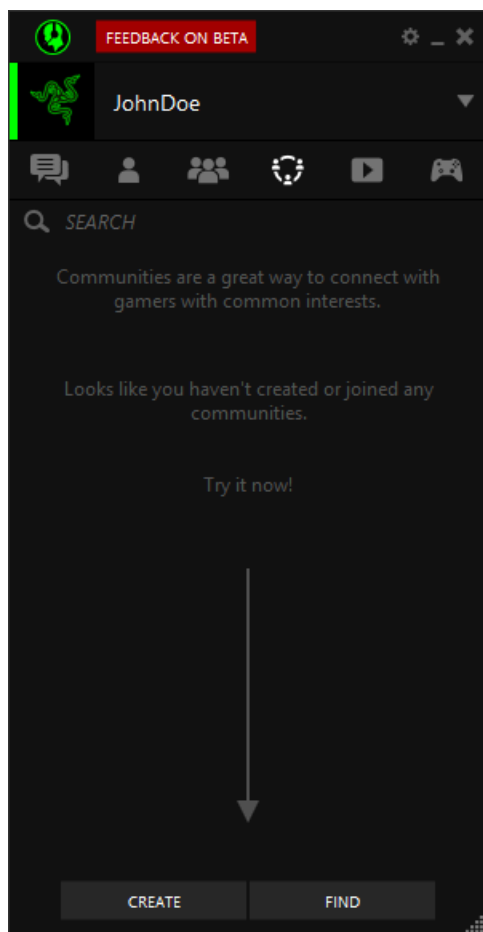 FEEDBACK ON BETA
JohnDoe
SEARCH
Communities are a great way to connect with
gamers with common interests.
Looks like you haven't created or joined any
communities.
Try it now!
CREATE
FIND